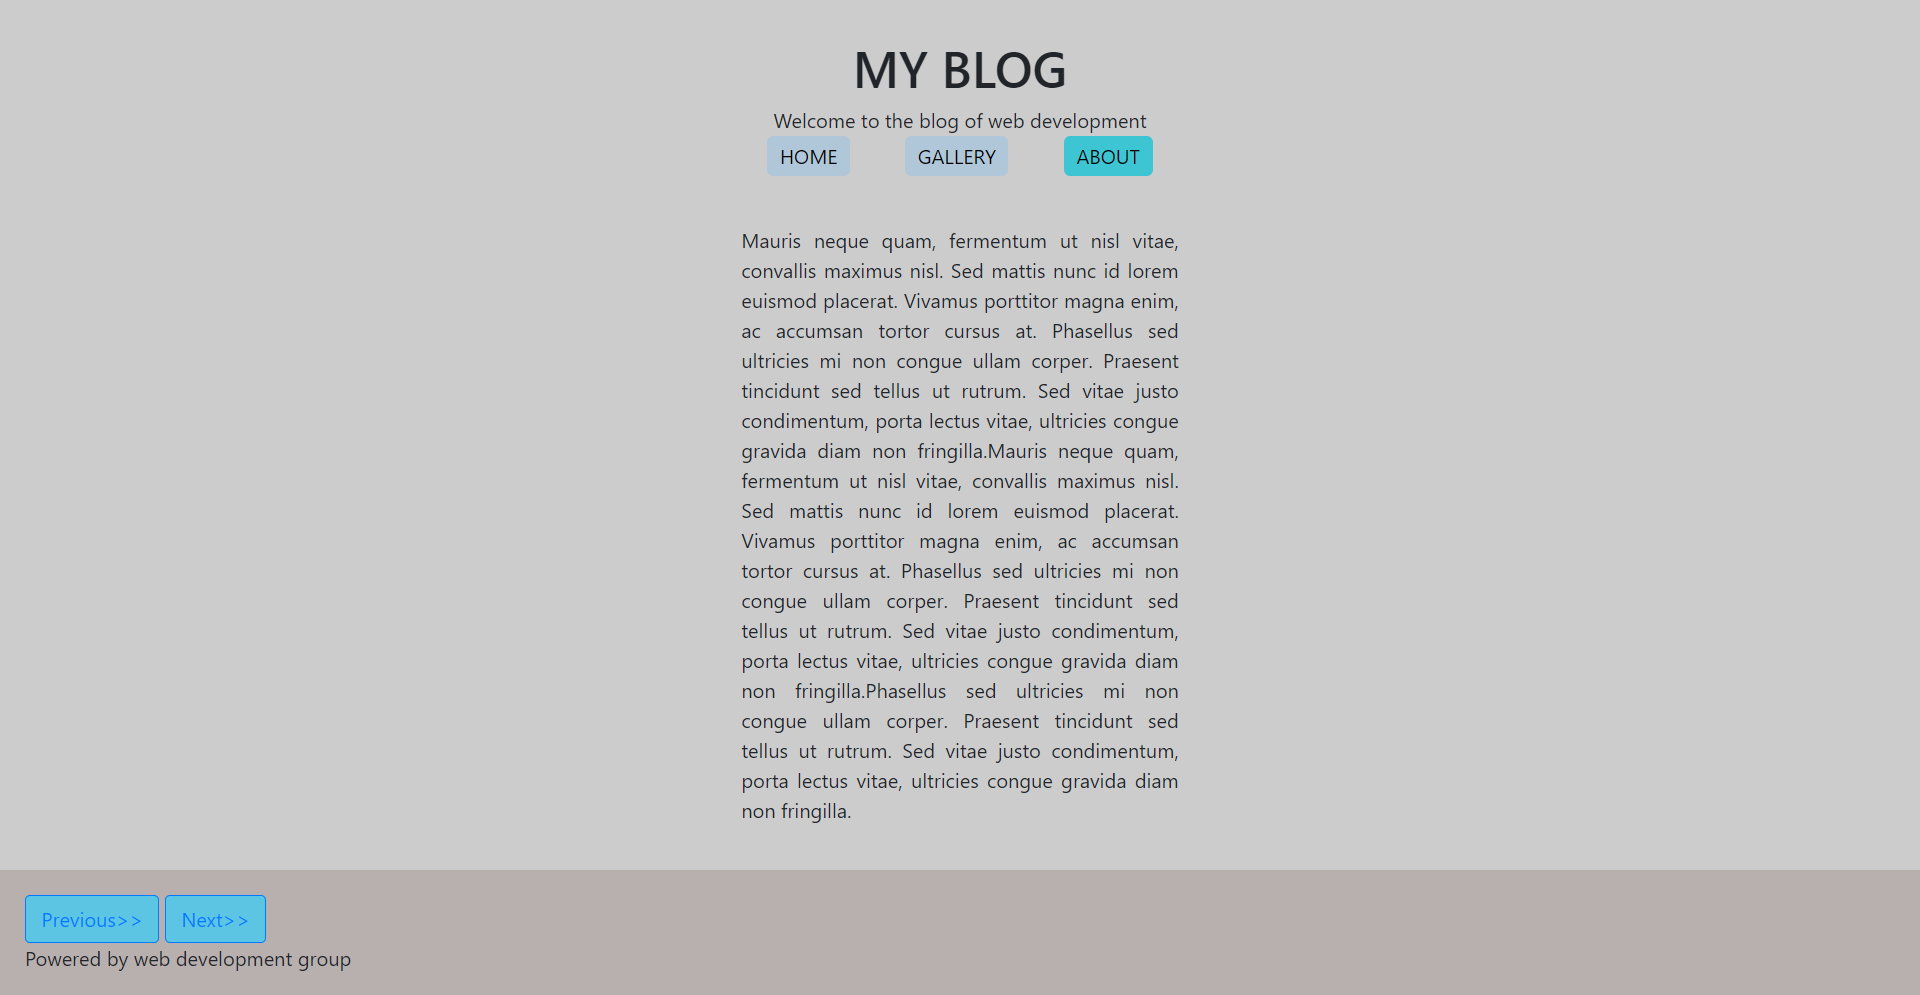 MY BLOG
Welcome to the blog of web development
HOME GALLERY ABOUT
Mauris neque quam, fermentum ut nisl vitae,
convallis maximus nisl. Sed mattis nunc id lorem
euismod placerat. Vivamus porttitor magna enim,
ac accumsan tortor cursus at. Phasellus sed
ultricies mi non congue ullam corper. Praesent
tincidunt sed tellus ut rutrum. Sed vitae justo
condimentum, porta lectus vitae, ultricies congue
gravida diam non fringilla.Mauris neque quam,
fermentum ut nisl vitae, convallis maximus nisl.
Sed mattis nunc id lorem euismod placerat.
Vivamus porttitor magna enim, ac accumsan
tortor cursus at. Phasellus sed ultricies mi non
congue ullam corper. Praesent tincidunt sed
tellus ut rutrum. Sed vitae justo condimentum,
porta lectus vitae, ultricies congue gravida diam
non fringilla.Phasellus sed ultricies mi non
congue ullam corper. Praesent tincidunt sed
tellus ut rutrum. Sed vitae justo condimentum,
porta lectus vitae, ultricies congue gravida diam
non fringilla.
Previous>> Next>>
Powered by web development group